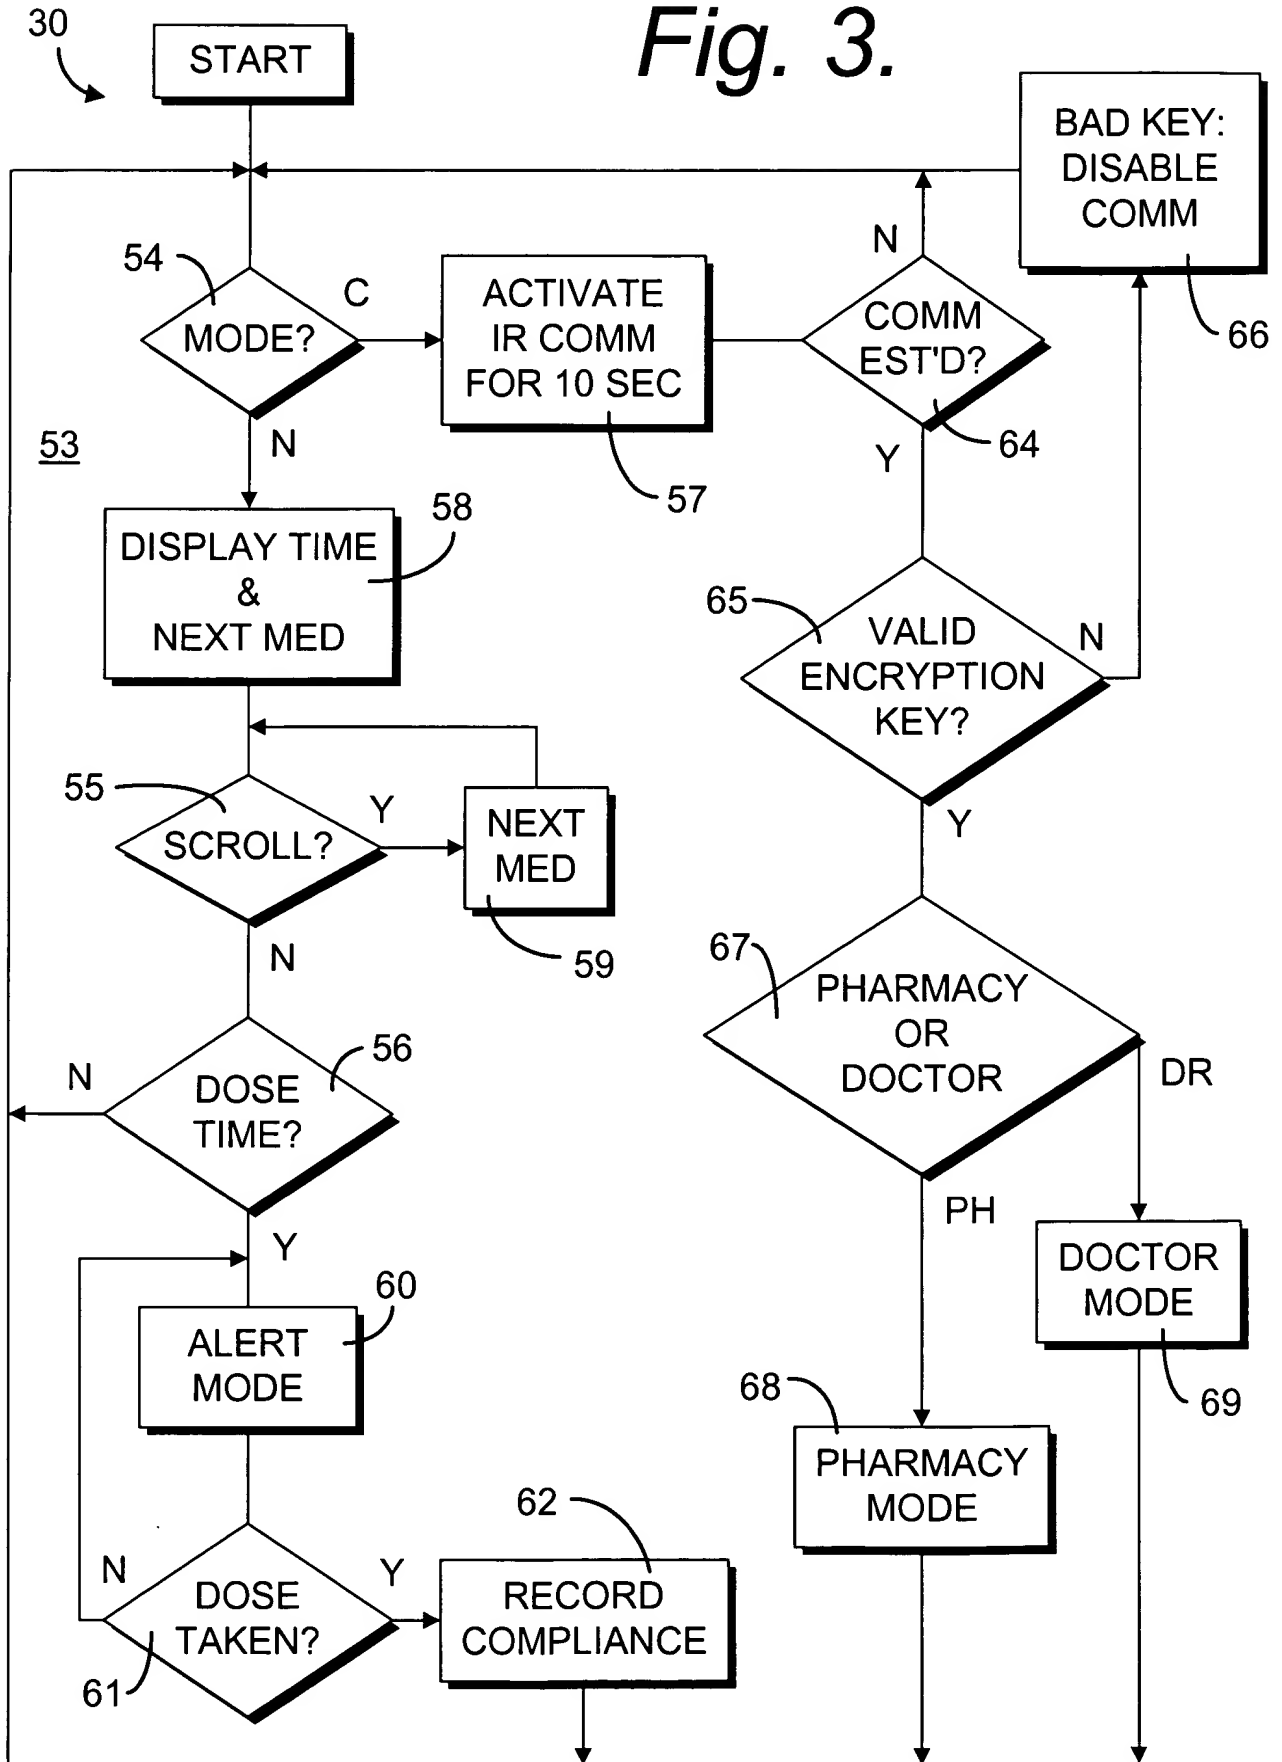 Fig. 3.
30
START
BAD KEY:
DISABLE
COMM
66
54
MODE?
C
N
ACTIVATE
IR COMM
FOR 10 SEC
57
N
COMM
EST'D?
64
Y
53
58
DISPLAY TIME
&
NEXT MED
65
VALID
ENCRYPTION
KEY?
N
Y
55
SCROLL?
Y
NEXT
MED
59
N
67
PHARMACY
OR
DOCTOR
DR
PH
56
N
DOSE
TIME?
Y
DOCTOR
MODE
69
60
ALERT
MODE
68
PHARMACY
MODE
62
N
DOSE
TAKEN?
Y
61
RECORD
COMPLIANCE